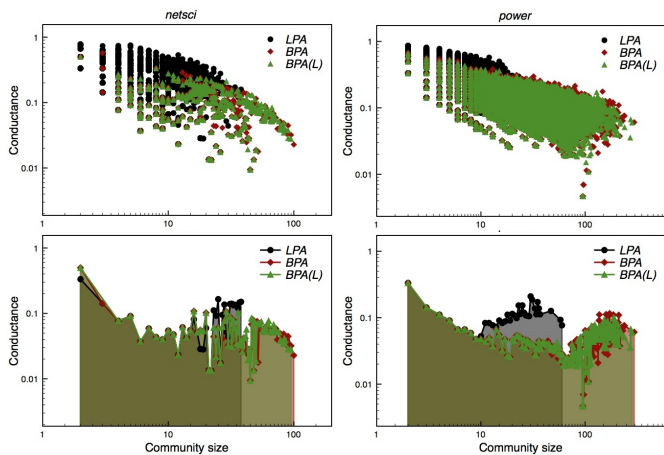 netsci
power
1
0.1
0.01
Conductance
LPA
BPA
BPA(L)
1
10
100
1
0.1
0.01
Conductance
LPA
BPA
BPA(L)
1
10
100
1
0.1
0.01
Conductance
LPA
BPA
BPA(L)
1
10
100
Community size
1
0.1
0.01
Conductance
LPA
BPA
BPA(L)
1
10
100
Community size